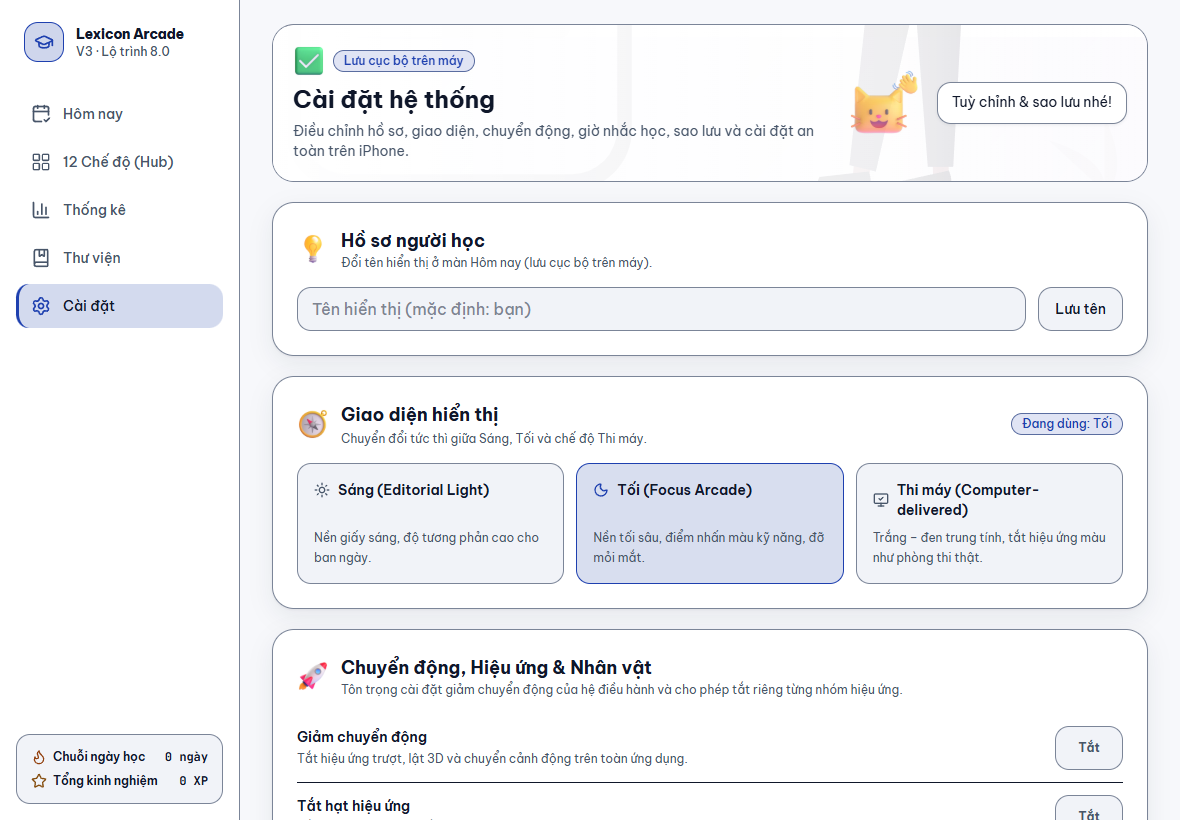 Lexicon Arcade
V3 · Lộ trình 8.0
Hôm nay
12 Chế độ (Hub)
Thống kê
Thư viện
Cài đặt
Chuỗi ngày học 0 ngày
Tổng kinh nghiệm 0 XP
Lưu cục bộ trên máy
Cài đặt hệ thống
Điều chỉnh hồ sơ, giao diện, chuyển động, giờ nhắc học, sao lưu và cài đặt an
toàn trên iPhone.
Tuỳ chỉnh & sao lưu nhé!
Hồ sơ người học
Đổi tên hiển thị ở màn Hôm nay (lưu cục bộ trên máy).
Tên hiển thị (mặc định: bạn)
Lưu tên
Giao diện hiển thị
Chuyển đổi tức thì giữa Sáng, Tối và chế độ Thi máy.
Đang dùng: Tối
Sáng (Editorial Light)
Nền giấy sáng, độ tương phản cao cho
ban ngày.
Tối (Focus Arcade)
Nền tối sâu, điểm nhấn màu kỹ năng, đỡ
mỏi mắt.
Thi máy (Computer-
delivered)
Trắng – đen trung tính, tắt hiệu ứng màu
như phòng thi thật.
Chuyển động, Hiệu ứng & Nhân vật
Tôn trọng cài đặt giảm chuyển động của hệ điều hành và cho phép tắt riêng từng nhóm hiệu ứng.
Giảm chuyển động
Tắt hiệu ứng trượt, lật 3D và chuyển cảnh động trên toàn ứng dụng.
Tắt
Tắt hạt hiệu ứng
Tắt